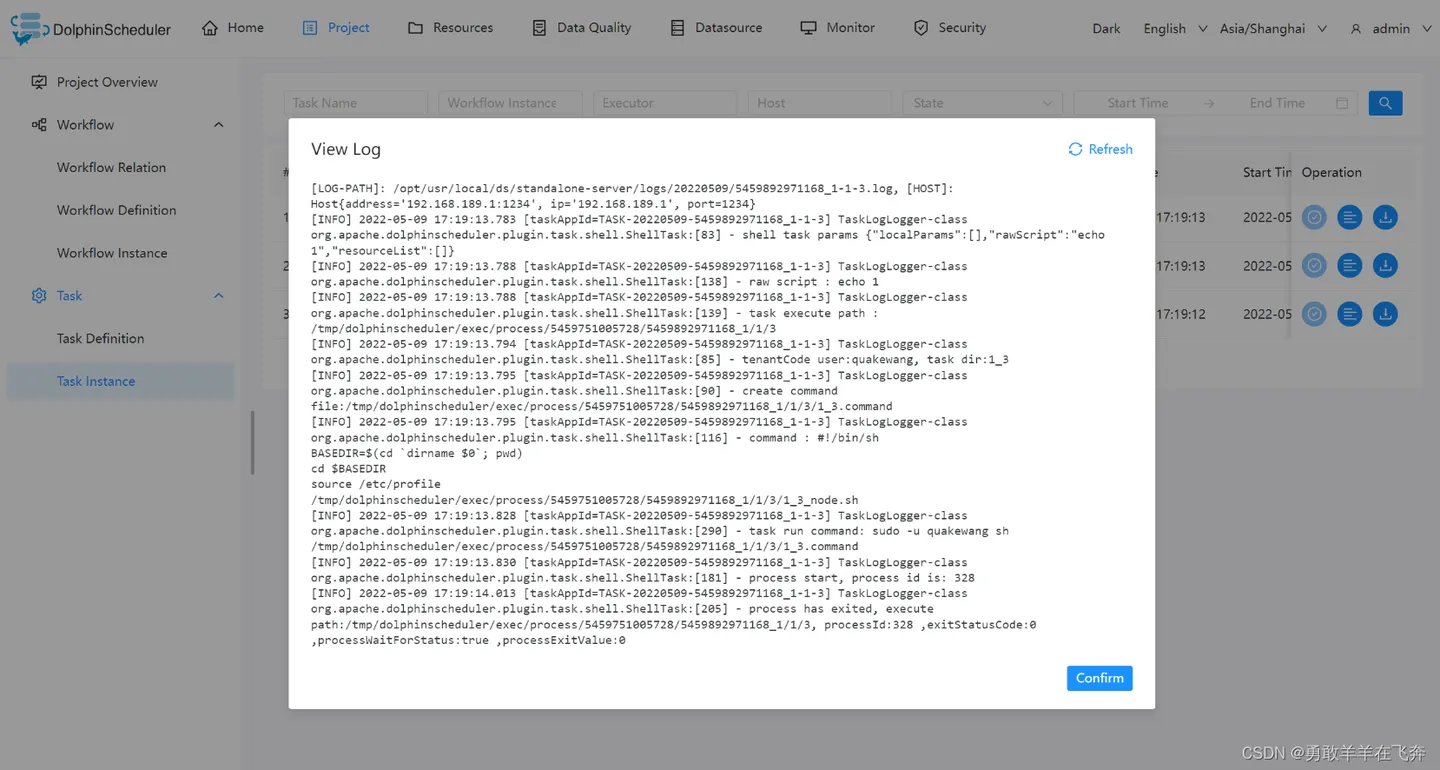 DolphinScheduler Home Project Resources Data Quality Datasource Monitor Security Dark English Asia/Shanghai admin
Project Overview
Workflow
Workflow Relation
Workflow Definition
Workflow Instance
Task
Task Definition
Task Instance
Task Name Workflow Instance Executor Host State Start Time End Time
# Start Tim Operation
1 17:19:13 2022-05
2 17:19:13 2022-05
3 17:19:12 2022-05
View Log
Refresh
[LOG-PATH]: /opt/usr/local/ds/standalone-server/logs/20220509/5459892971168_1-1-3.log, [HOST]:
Host{address='192.168.189.1:1234', ip='192.168.189.1', port=1234}
[INFO] 2022-05-09 17:19:13.783 [taskAppId=TASK-20220509-5459892971168_1-1-3] TaskLogLogger-class
org.apache.dolphinscheduler.plugin.task.shell.ShellTask:[83] - shell task params {"localParams":[],"rawScript":"echo
1","resourceList":[]}
[INFO] 2022-05-09 17:19:13.788 [taskAppId=TASK-20220509-5459892971168_1-1-3] TaskLogLogger-class
org.apache.dolphinscheduler.plugin.task.shell.ShellTask:[138] - raw script : echo 1
[INFO] 2022-05-09 17:19:13.788 [taskAppId=TASK-20220509-5459892971168_1-1-3] TaskLogLogger-class
org.apache.dolphinscheduler.plugin.task.shell.ShellTask:[139] - task execute path :
/tmp/dolphinscheduler/exec/process/5459751005728/5459892971168_1/1/3
[INFO] 2022-05-09 17:19:13.794 [taskAppId=TASK-20220509-5459892971168_1-1-3] TaskLogLogger-class
org.apache.dolphinscheduler.plugin.task.shell.ShellTask:[85] - tenantCode user:quakewang, task dir:1_3
[INFO] 2022-05-09 17:19:13.795 [taskAppId=TASK-20220509-5459892971168_1-1-3] TaskLogLogger-class
org.apache.dolphinscheduler.plugin.task.shell.ShellTask:[90] - create command
file:/tmp/dolphinscheduler/exec/process/5459751005728/5459892971168_1/1/3/1_3.command
[INFO] 2022-05-09 17:19:13.795 [taskAppId=TASK-20220509-5459892971168_1-1-3] TaskLogLogger-class
org.apache.dolphinscheduler.plugin.task.shell.ShellTask:[116] - command : #!/bin/sh
BASEDIR=$(cd `dirname $0`; pwd)
cd $BASEDIR
source /etc/profile
/tmp/dolphinscheduler/exec/process/5459751005728/5459892971168_1/1/3/1_3_node.sh
[INFO] 2022-05-09 17:19:13.828 [taskAppId=TASK-20220509-5459892971168_1-1-3] TaskLogLogger-class
org.apache.dolphinscheduler.plugin.task.shell.ShellTask:[290] - task run command: sudo -u quakewang sh
/tmp/dolphinscheduler/exec/process/5459751005728/5459892971168_1/1/3/1_3.command
[INFO] 2022-05-09 17:19:13.830 [taskAppId=TASK-20220509-5459892971168_1-1-3] TaskLogLogger-class
org.apache.dolphinscheduler.plugin.task.shell.ShellTask:[181] - process start, process id is: 328
[INFO] 2022-05-09 17:19:14.013 [taskAppId=TASK-20220509-5459892971168_1-1-3] TaskLogLogger-class
org.apache.dolphinscheduler.plugin.task.shell.ShellTask:[205] - process has exited, execute
path:/tmp/dolphinscheduler/exec/process/5459751005728/5459892971168_1/1/3, processId:328 ,exitStatusCode:0
,processWaitForStatus:true ,processExitValue:0
Confirm
CSDN @勇敢羊羊在飞奔